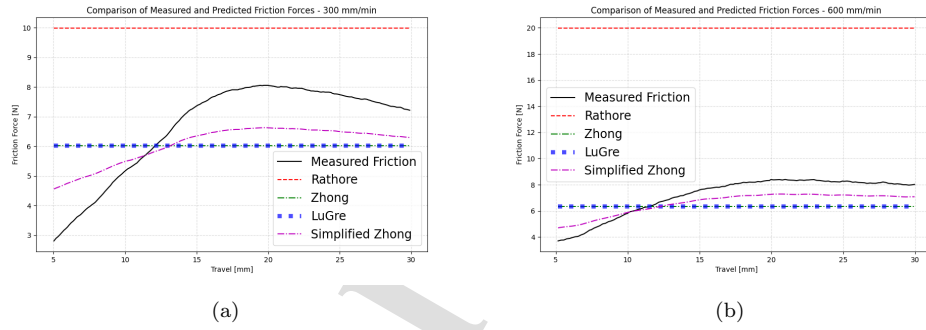 Comparison of Measured and Predicted Friction Forces - 300 mm/min
Friction Force [N]
10
9
8
7
6
5
4
3
Measured Friction
Rathore
Zhong
LuGre
Simplified Zhong
5
10
15
20
25
30
Travel [mm]
(a)
Comparison of Measured and Predicted Friction Forces - 600 mm/min
Friction Force [N]
20
18
16
14
12
10
8
6
4
Measured Friction
Rathore
Zhong
LuGre
Simplified Zhong
5
10
15
20
25
30
Travel [mm]
(b)